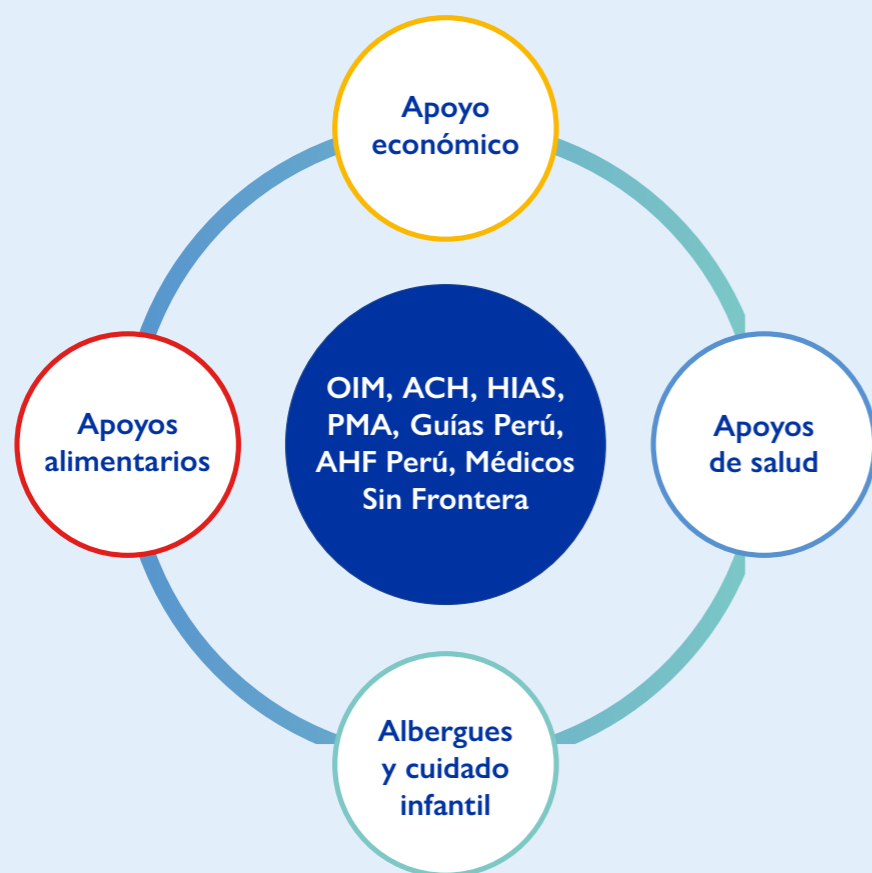 Apoyo
económico
Apoyos
alimentarios
OIM, ACH, HIAS,
PMA, Guías Perú,
AHF Perú, Médicos
Sin Frontera
Apoyos
de salud
Albergues
y cuidado
infantil